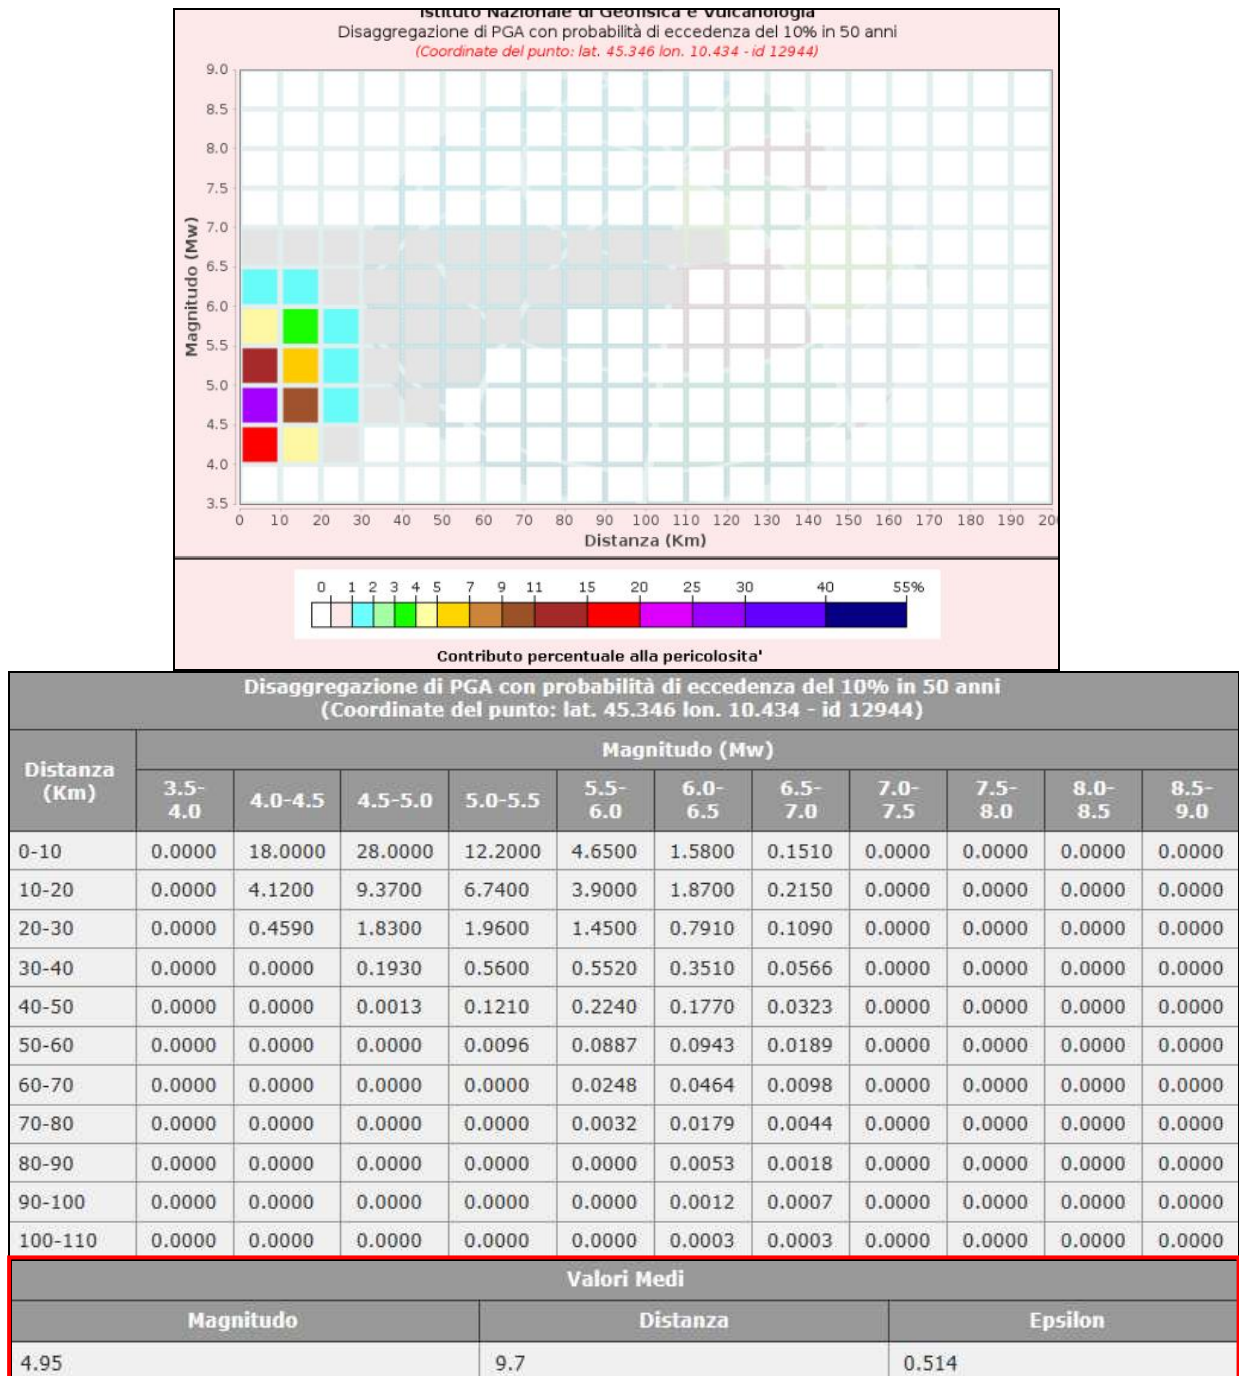 Istituto Nazionale di Geofisica e Vulcanologia
Disaggregazione di PGA con probabilità di eccedenza del 10% in 50 anni
(Coordinate del punto: lat. 45.346 lon. 10.434 - id 12944)
9.0
8.5
8.0
7.5
7.0
6.5
6.0
5.5
5.0
4.5
4.0
3.5
Magnitudo (Mw)
0 10 20 30 40 50 60 70 80 90 100 110 120 130 140 150 160 170 180 190 20
Distanza (Km)
0 1 2 3 4 5 7 9 11 15 20 25 30 40 55%
Contributo percentuale alla pericolosita'
Disaggregazione di PGA con probabilità di eccedenza del 10% in 50 anni
(Coordinate del punto: lat. 45.346 lon. 10.434 - id 12944)
Distanza (Km) Magnitudo (Mw)
3.5-4.0 4.0-4.5 4.5-5.0 5.0-5.5 5.5-6.0 6.0-6.5 6.5-7.0 7.0-7.5 7.5-8.0 8.0-8.5 8.5-9.0
0-10 0.0000 18.0000 28.0000 12.2000 4.6500 1.5800 0.1510 0.0000 0.0000 0.0000 0.0000
10-20 0.0000 4.1200 9.3700 6.7400 3.9000 1.8700 0.2150 0.0000 0.0000 0.0000 0.0000
20-30 0.0000 0.4590 1.8300 1.9600 1.4500 0.7910 0.1090 0.0000 0.0000 0.0000 0.0000
30-40 0.0000 0.0000 0.1930 0.5600 0.5520 0.3510 0.0566 0.0000 0.0000 0.0000 0.0000
40-50 0.0000 0.0000 0.0013 0.1210 0.2240 0.1770 0.0323 0.0000 0.0000 0.0000 0.0000
50-60 0.0000 0.0000 0.0000 0.0096 0.0887 0.0943 0.0189 0.0000 0.0000 0.0000 0.0000
60-70 0.0000 0.0000 0.0000 0.0000 0.0248 0.0464 0.0098 0.0000 0.0000 0.0000 0.0000
70-80 0.0000 0.0000 0.0000 0.0000 0.0032 0.0179 0.0044 0.0000 0.0000 0.0000 0.0000
80-90 0.0000 0.0000 0.0000 0.0000 0.0000 0.0053 0.0018 0.0000 0.0000 0.0000 0.0000
90-100 0.0000 0.0000 0.0000 0.0000 0.0000 0.0012 0.0007 0.0000 0.0000 0.0000 0.0000
100-110 0.0000 0.0000 0.0000 0.0000 0.0000 0.0003 0.0003 0.0000 0.0000 0.0000 0.0000
Valori Medi
Magnitudo Distanza Epsilon
4.95 9.7 0.514